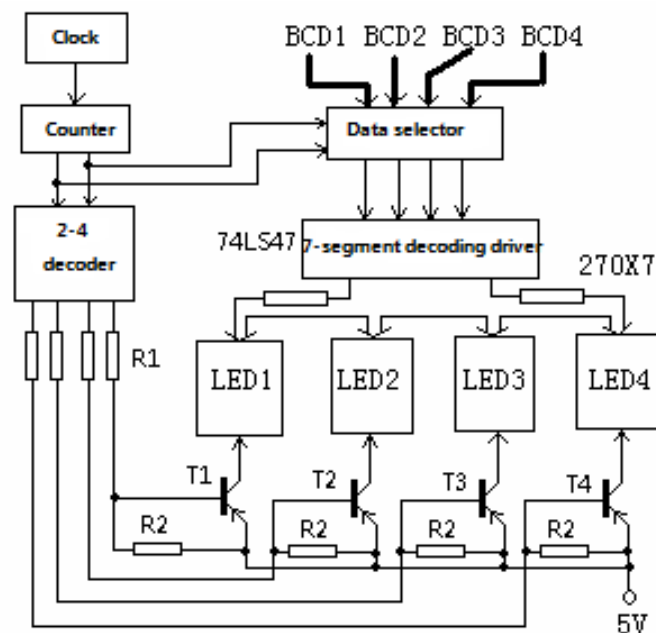 Clock
BCD1 BCD2 BCD3 BCD4
Counter
Data selector
2-4
decoder
74LS47
7-segment decoding driver
270X7
R1
LED1
LED2
LED3
LED4
T1
T2
T3
T4
R2
R2
R2
R2
5V